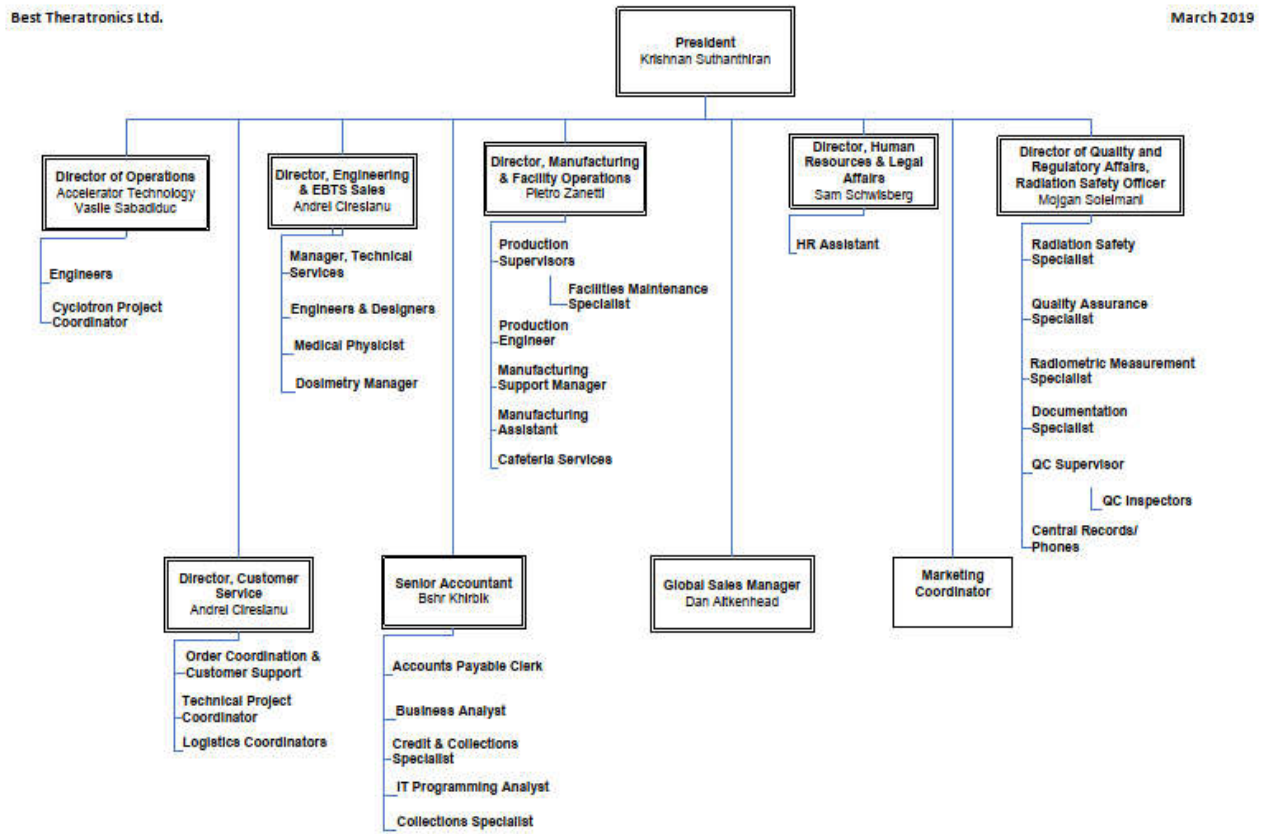 Best Theratronics Ltd.
March 2019
President
Krishnan Suthanthiran
Director of Operations
Accelerator Technology
Vasile Sabadiduc
Engineers
Cyclotron Project
Coordinator
Director, Engineering
& EBTS Sales
Andrei Ciresianu
Manager, Technical
Services
Engineers & Designers
Medical Physicist
Dosimetry Manager
Director, Manufacturing
& Facility Operations
Pietro Zanetti
Production
Supervisors
Facilities Maintenance
Specialist
Production
Engineer
Manufacturing
Support Manager
Manufacturing
Assistant
Cafeteria Services
Director, Human
Resources & Legal
Affairs
Sam Schwisberg
HR Assistant
Director of Quality and
Regulatory Affairs,
Radiation Safety Officer
Mojgan Soleimani
Radiation Safety
Specialist
Quality Assurance
Specialist
Radiometric Measurement
Specialist
Documentation
Specialist
QC Supervisor
QC Inspectors
Central Records/
Phones
Director, Customer
Service
Andrei Ciresianu
Order Coordination &
Customer Support
Technical Project
Coordinator
Logistics Coordinators
Senior Accountant
Bshr Khirbik
Accounts Payable Clerk
Business Analyst
Credit & Collections
Specialist
IT Programming Analyst
Collections Specialist
Global Sales Manager
Dan Aitkenhead
Marketing
Coordinator